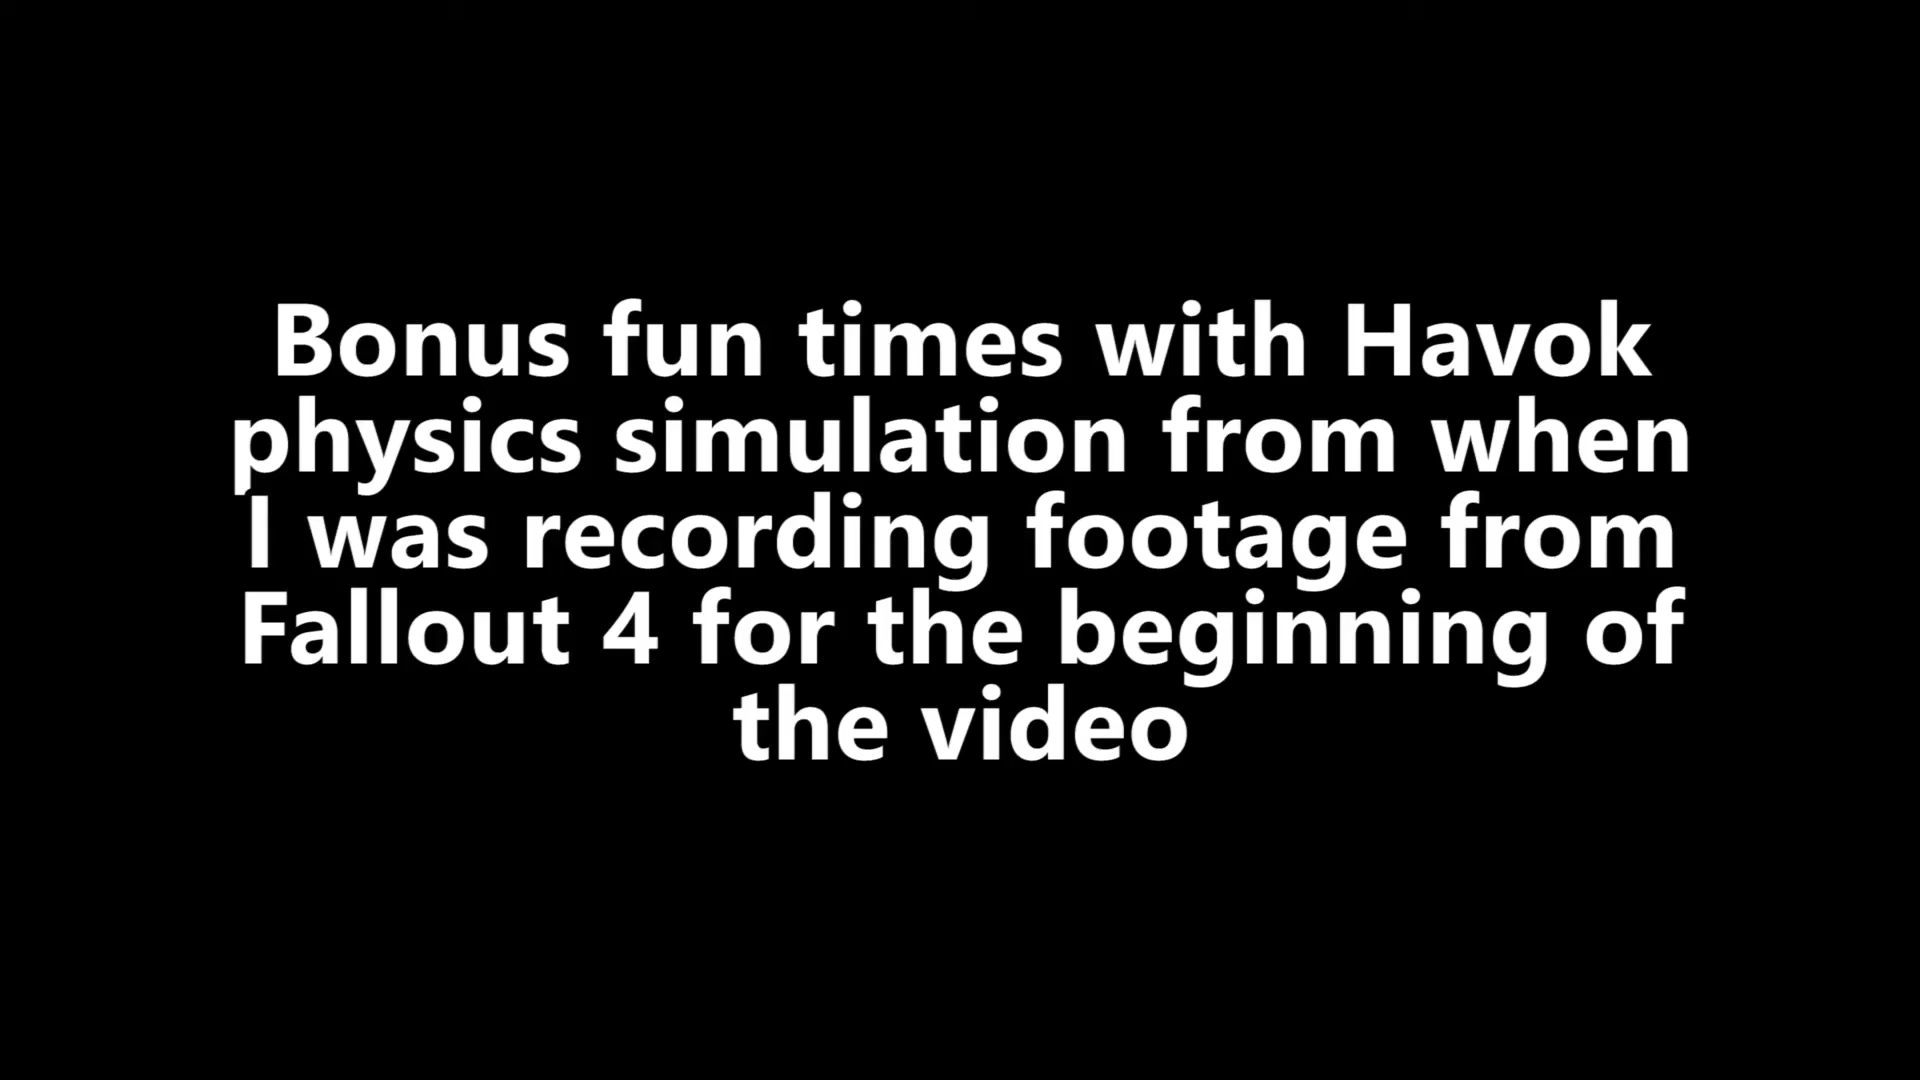 Bonus fun times with Havok
physics simulation from when
I was recording footage from
Fallout 4 for the beginning of
the video